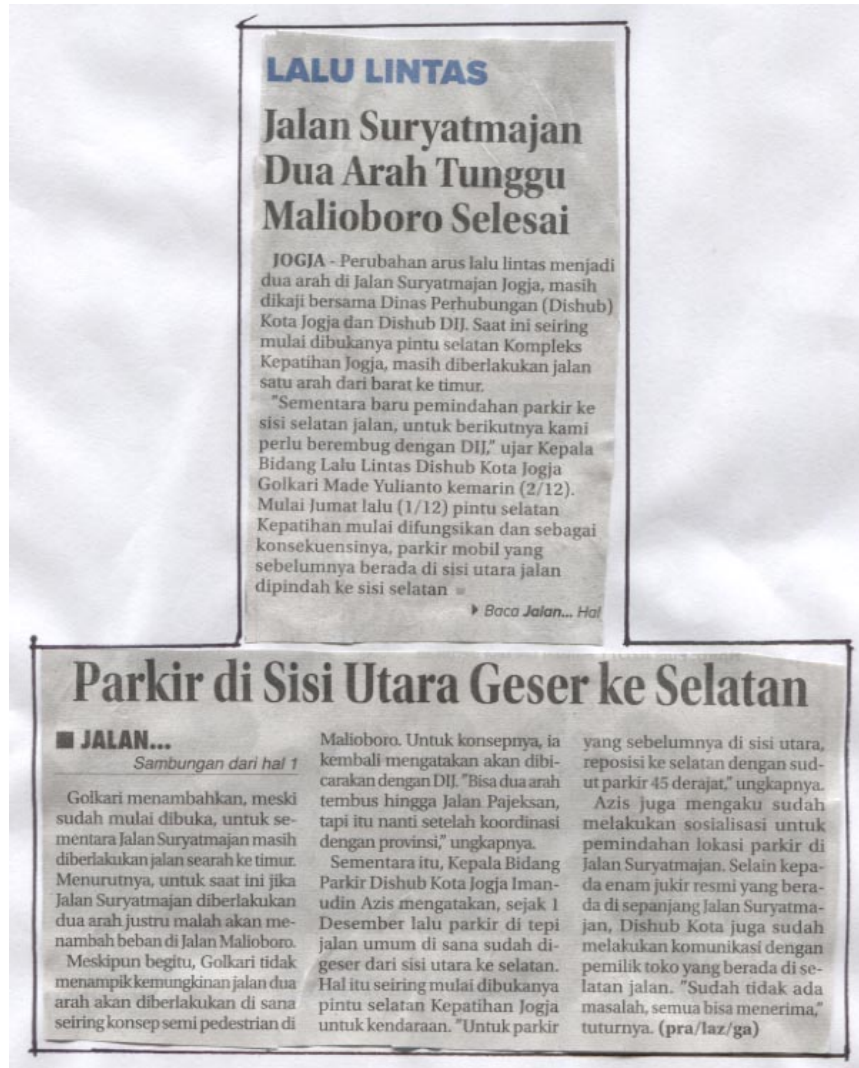 LALU LINTAS
Jalan Suryatmajan
Dua Arah Tunggu
Malioboro Selesai
JOGJA - Perubahan arus lalu lintas menjadi
dua arah di Jalan Suryatmajan Jogja, masih
dikaji bersama Dinas Perhubungan (Dishub)
Kota Jogja dan Dishub DIJ. Saat ini seiring
mulai dibukanya pintu selatan Kompleks
Kepatihan Jogja, masih diberlakukan jalan
satu arah dari barat ke timur.
"Sementara baru pemindahan parkir ke
sisi selatan jalan, untuk berikutnya kami
perlu berembug dengan DIJ," ujar Kepala
Bidang Lalu Lintas Dishub Kota Jogja
Golkari Made Yulianto kemarin (2/12).
Mulai Jumat lalu (1/12) pintu selatan
Kepatihan mulai difungsikan dan sebagai
konsekuensinya, parkir mobil yang
sebelumnya berada di sisi utara jalan
dipindah ke sisi selatan
Baca Jalan... Hal
Parkir di Sisi Utara Geser ke Selatan
JALAN...
Sambungan dari hal 1
Golkari menambahkan, meski
sudah mulai dibuka, untuk se-
mentara Jalan Suryatmajan masih
diberlakukan jalan searah ke timur.
Menurutnya, untuk saat ini jika
Jalan Suryatmajan diberlakukan
dua arah justru malah akan me-
nambah beban di Jalan Malioboro.
Meskipun begitu, Golkari tidak
menampik kemungkinan jalan dua
arah akan diberlakukan di sana
seiring konsep semi pedestrian di
Malioboro. Untuk konsepnya, ia
kembali mengatakan akan dibi-
carakan dengan DIJ. "Bisa dua arah
tembus hingga Jalan Pajeksan,
tapi itu nanti setelah koordinasi
dengan provinsi," ungkapnya.
Sementara itu, Kepala Bidang
Parkir Dishub Kota Jogja Iman-
udin Azis mengatakan, sejak 1
Desember lalu parkir di tepi
jalan umum di sana sudah di-
geser dari sisi utara ke selatan.
Hal itu seiring mulai dibukanya
pintu selatan Kepatihan Jogja
untuk kendaraan. "Untuk parkir
yang sebelumnya di sisi utara,
reposisi ke selatan dengan sud-
ut parkir 45 derajat," ungkapnya.
Azis juga mengaku sudah
melakukan sosialisasi untuk
pemindahan lokasi parkir di
Jalan Suryatmajan. Selain kepa-
da enam jukir resmi yang bera-
da di sepanjang Jalan Suryatma-
jan, Dishub Kota juga sudah
melakukan komunikasi dengan
pemilik toko yang berada di se-
latan jalan. "Sudah tidak ada
masalah, semua bisa menerima,"
tuturnya. (pra/laz/ga)